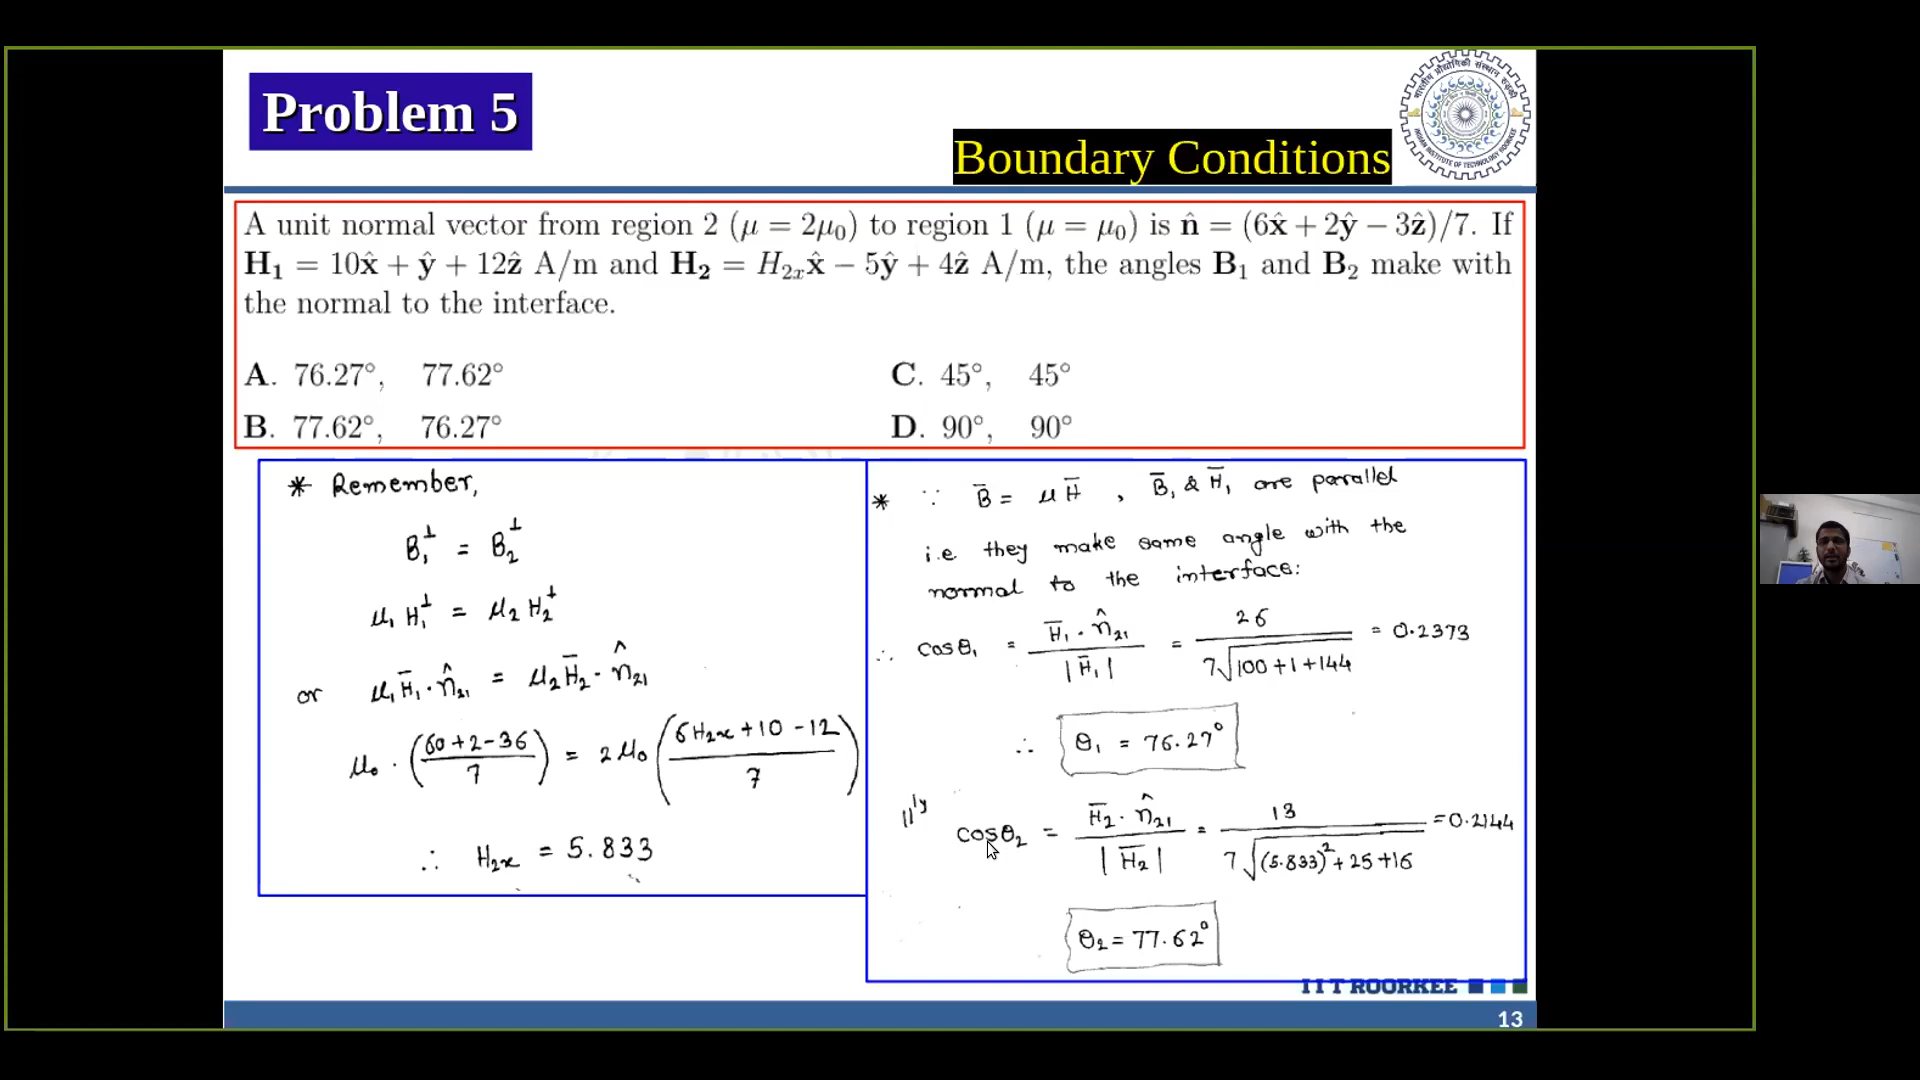 Problem 5
Boundary Conditions
A unit normal vector from region 2 (μ = 2μ₀) to region 1 (μ = μ₀) is n̂ = (6x̂ + 2ŷ − 3ẑ)/7. If
H₁ = 10x̂ + ŷ + 12ẑ A/m and H₂ = H₂ₓx̂ − 5ŷ + 4ẑ A/m, the angles B₁ and B₂ make with
the normal to the interface.
A. 76.27°, 77.62°
C. 45°, 45°
B. 77.62°, 76.27°
D. 90°, 90°
* Remember,
B₁^⊥ = B₂^⊥
μ₁ H₁^⊥ = μ₂ H₂^⊥
or μ₁ H̄₁ · n̂₂₁ = μ₂ H̄₂ · n̂₂₁
μ₀ · ((60+2−36)/7) = 2μ₀ ((6H₂ₓ+10−12)/7)
∴ H₂ₓ = 5.833
* ∵ B̄ = μH̄ , B̄₁ & H̄₁ are parallel
i.e they make same angle with the
normal to the interface:
∴ cosθ₁ = (H̄₁ · n̂₂₁)/|H̄₁| = 26/(7√(100+1+144)) = 0.2373
∴ θ₁ = 76.27°
||ly cosθ₂ = (H̄₂ · n̂₂₁)/|H̄₂| = 13/(7√((5.833)²+25+16)) = 0.2144
θ₂ = 77.62°
I I T ROORKEE
13